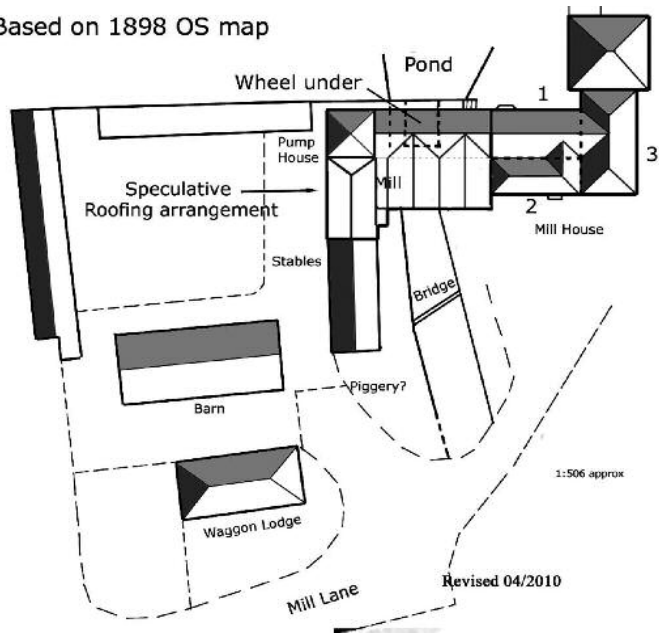 Based on 1898 OS map
Pond
Wheel under
1
Pump
House
3
Speculative
Roofing arrangement
Mill
2
Mill House
Stables
Bridge
Piggery?
Barn
1:506 approx
Waggon Lodge
Revised 04/2010
Mill Lane